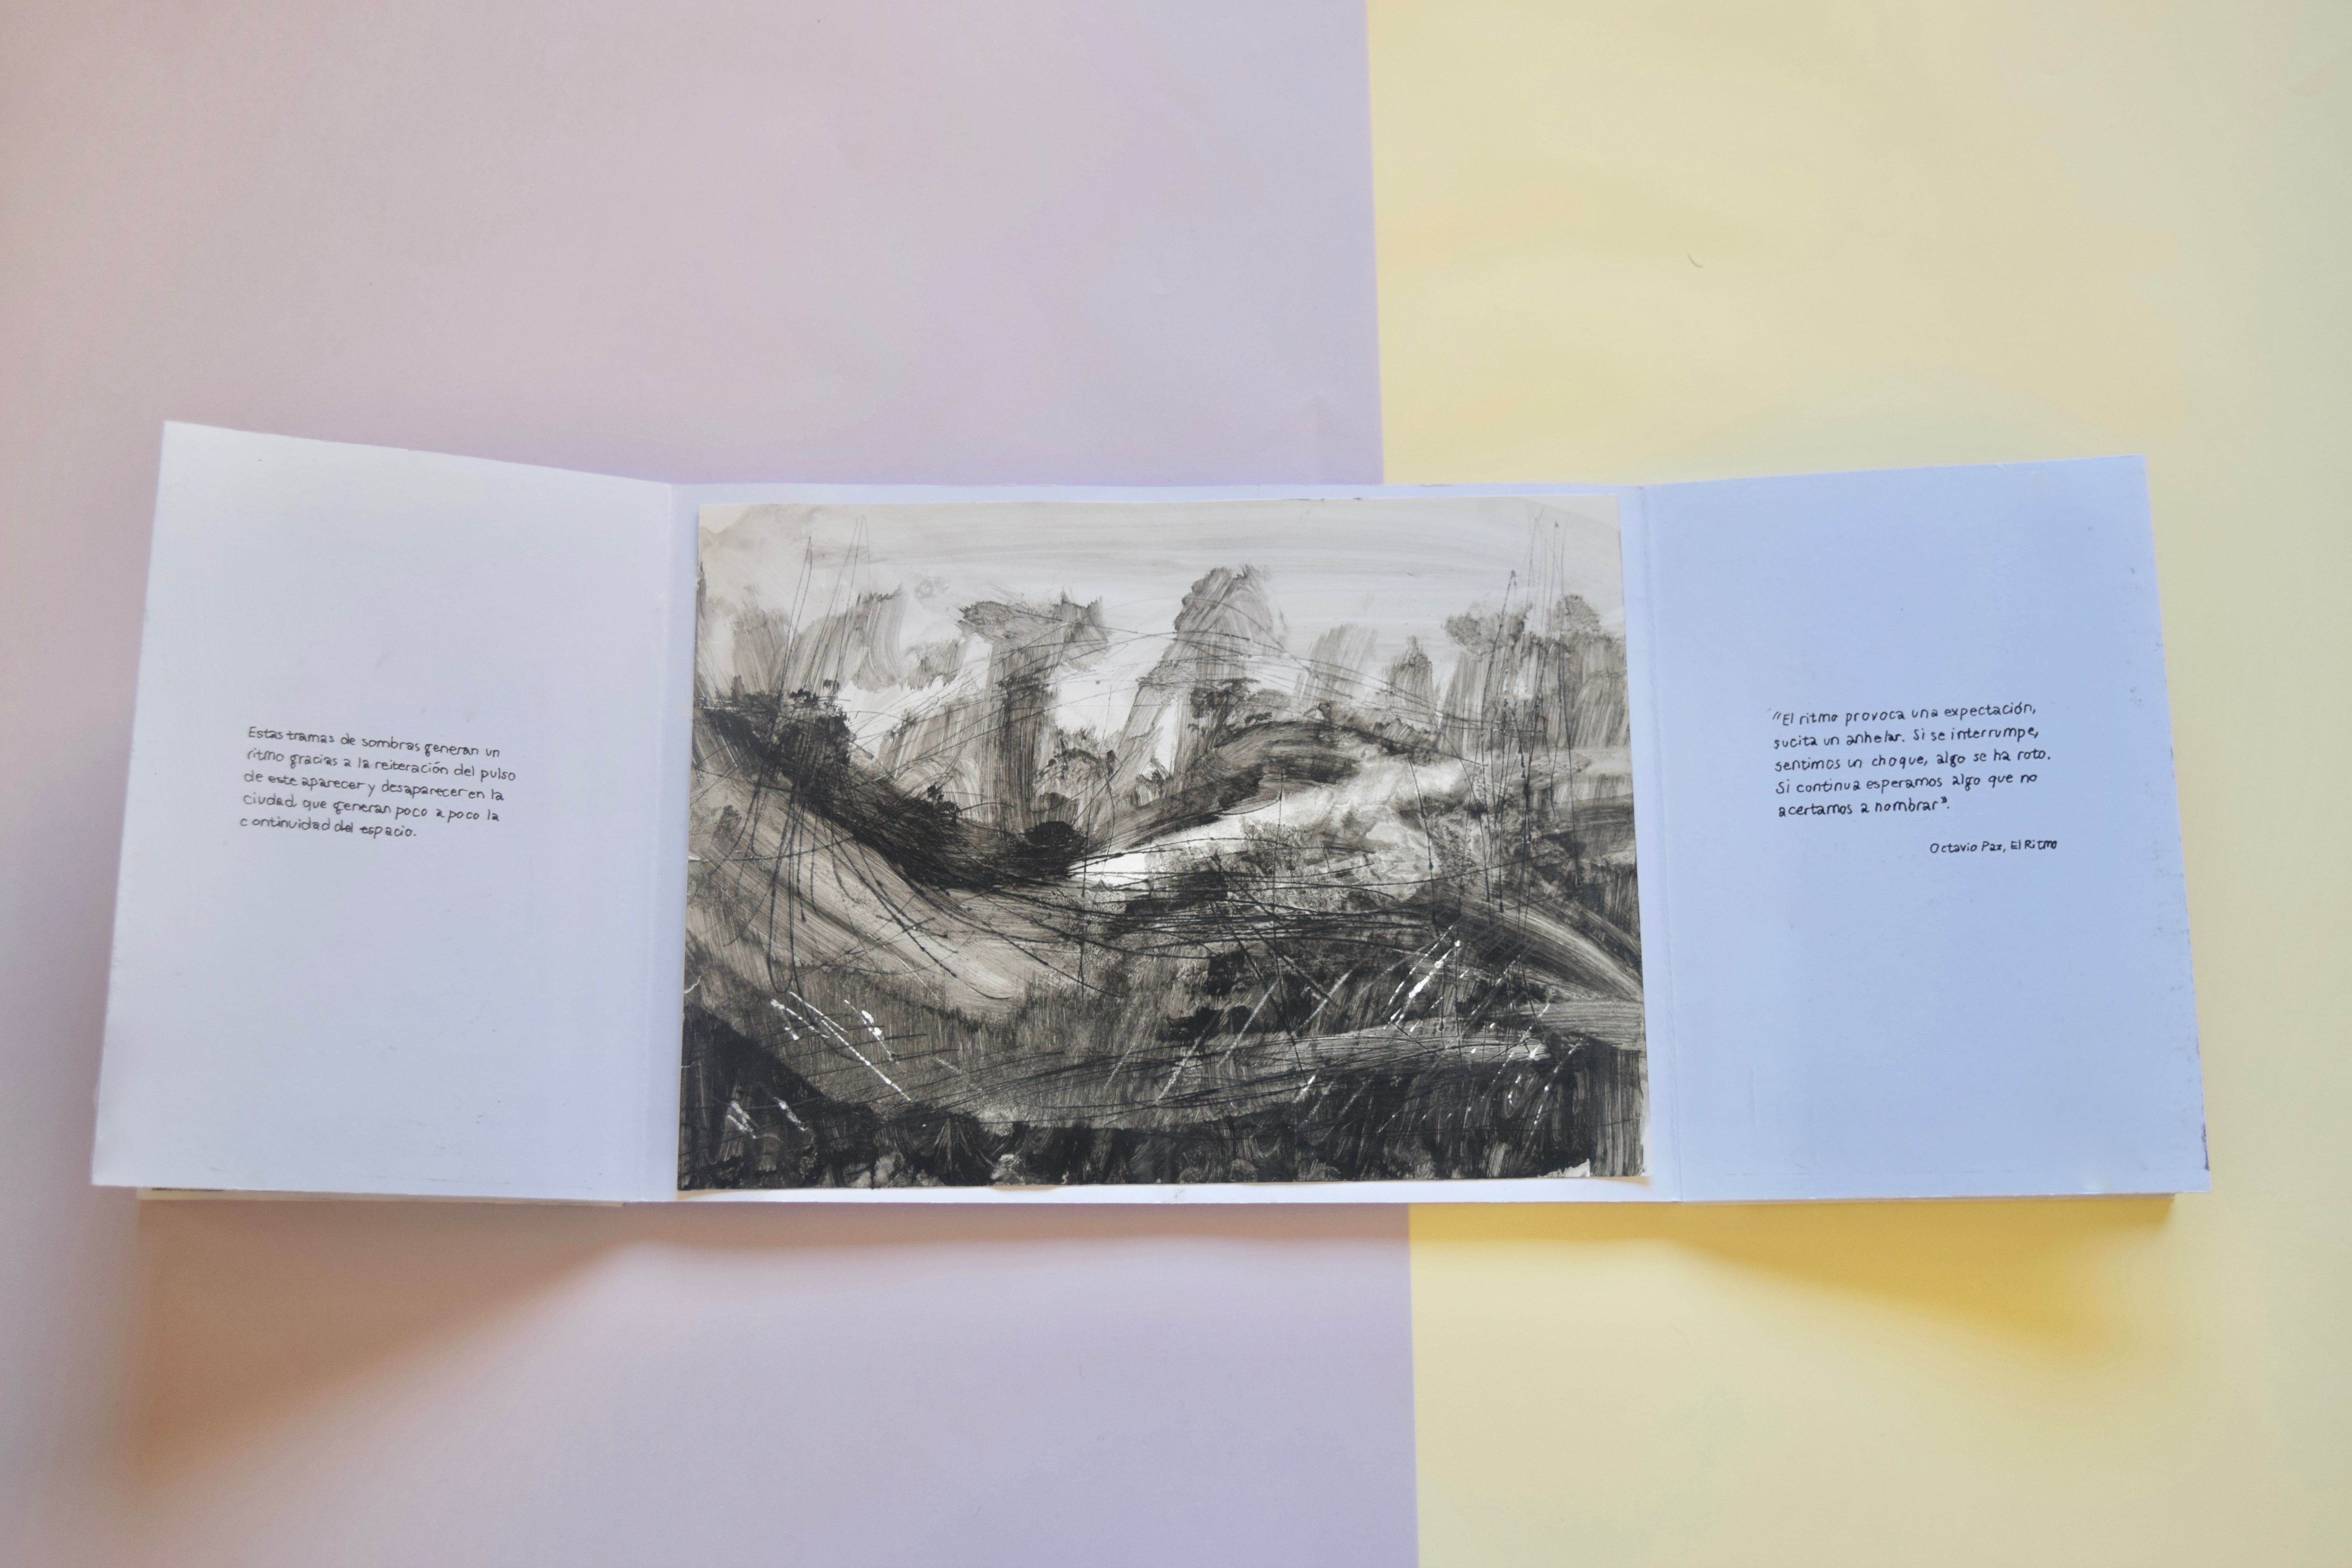 Estas tramas de sombras generan un
ritmo gracias a la reiteración del pulso
de este aparecer y desaparecer en la
ciudad, que generan poco a poco la
continuidad del espacio.
"El ritmo provoca una expectación,
sucita un anhelar. Si se interrumpe,
sentimos un choque, algo se ha roto.
Si continua esperamos algo que no
acertamos a nombrar".
Octavio Paz, El Ritmo